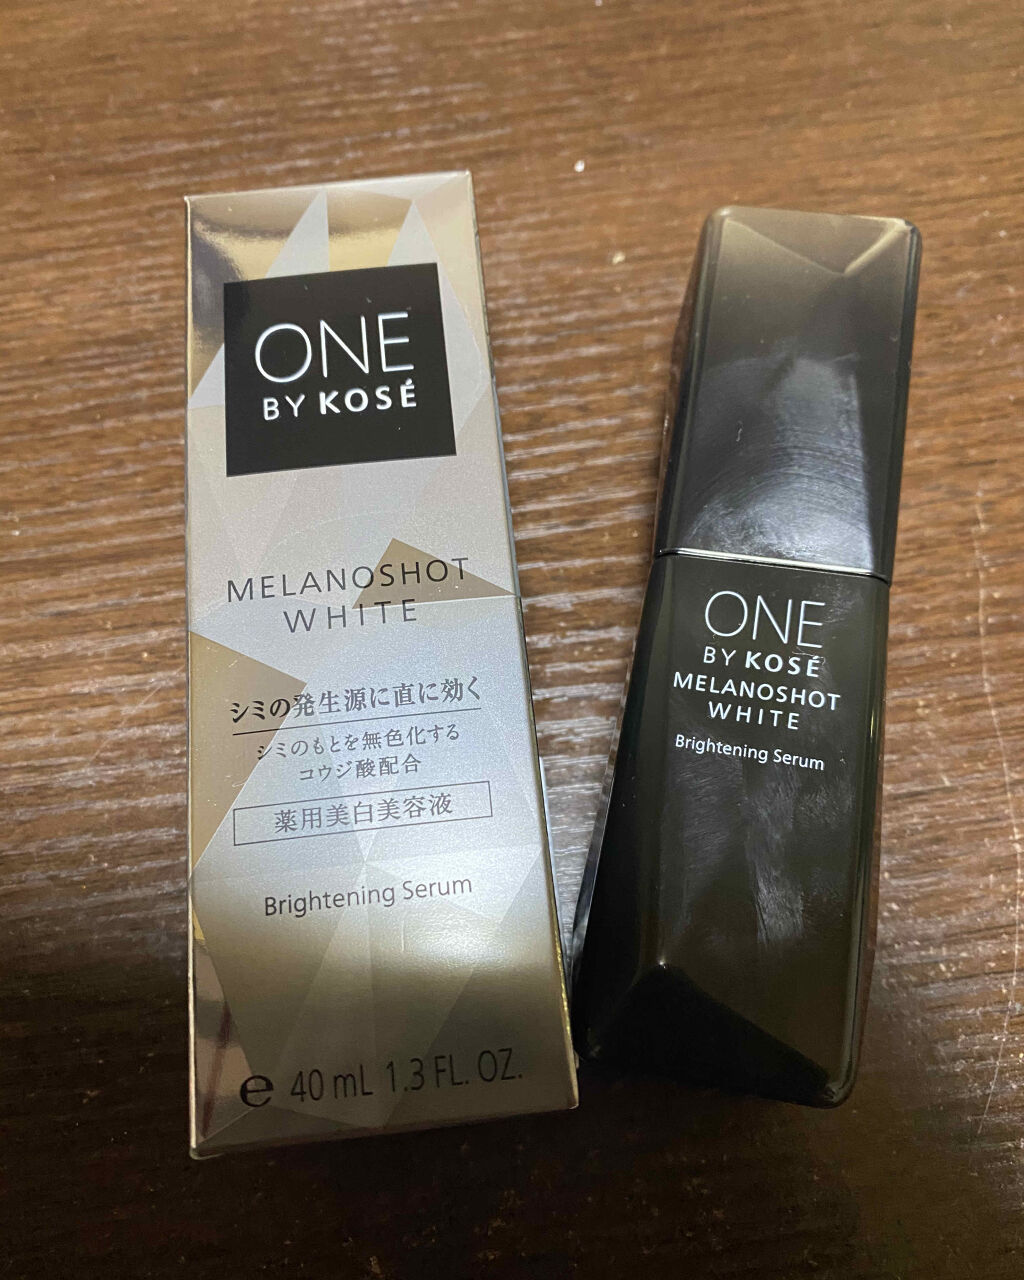 ONE
BY KOSÉ
MELANOSHOT
WHITE
シミの発生源に直に効く
シミのもとを無色化する
コウジ酸配合
薬用美白美容液
Brightening Serum
e 40 mL 1.3 FL. OZ.
ONE
BY KOSÉ
MELANOSHOT
WHITE
Brightening Serum